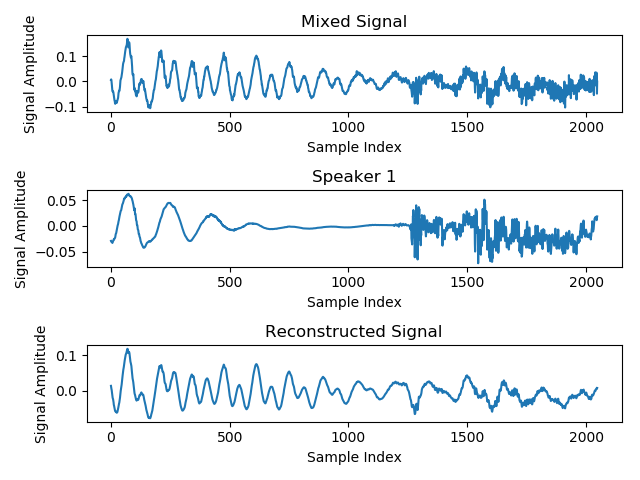 Mixed Signal
Signal Amplitude
0.1
0.0
−0.1
0 500 1000 1500 2000
Sample Index
Speaker 1
Signal Amplitude
0.05
0.00
−0.05
0 500 1000 1500 2000
Sample Index
Reconstructed Signal
Signal Amplitude
0.1
0.0
0 500 1000 1500 2000
Sample Index